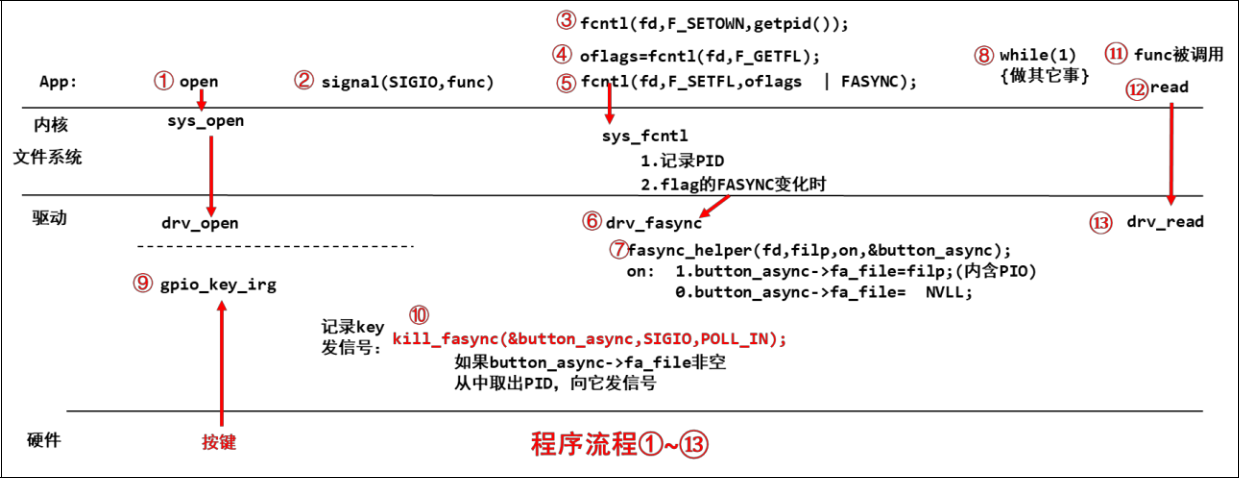 ③ fcntl(fd,F_SETOWN,getpid());
④ oflags=fcntl(fd,F_GETFL);
⑧ while(1)
{做其它事}
⑪ func被调用
App:
① open
② signal(SIGIO,func)
⑤ fcntl(fd,F_SETFL,oflags | FASYNC);
⑫ read
内核
文件系统
sys_open
sys_fcntl
1.记录PID
2.flag的FASYNC变化时
驱动
drv_open
⑥ drv_fasync
⑬ drv_read
⑦ fasync_helper(fd,filp,on,&button_async);
on: 1.button_async->fa_file=filp;(内含PIO)
0.button_async->fa_file= NVLL;
⑨ gpio_key_irg
⑩
记录key
发信号:
kill_fasync(&button_async,SIGIO,POLL_IN);
如果button_async->fa_file非空
从中取出PID，向它发信号
硬件
按键
程序流程①~⑬